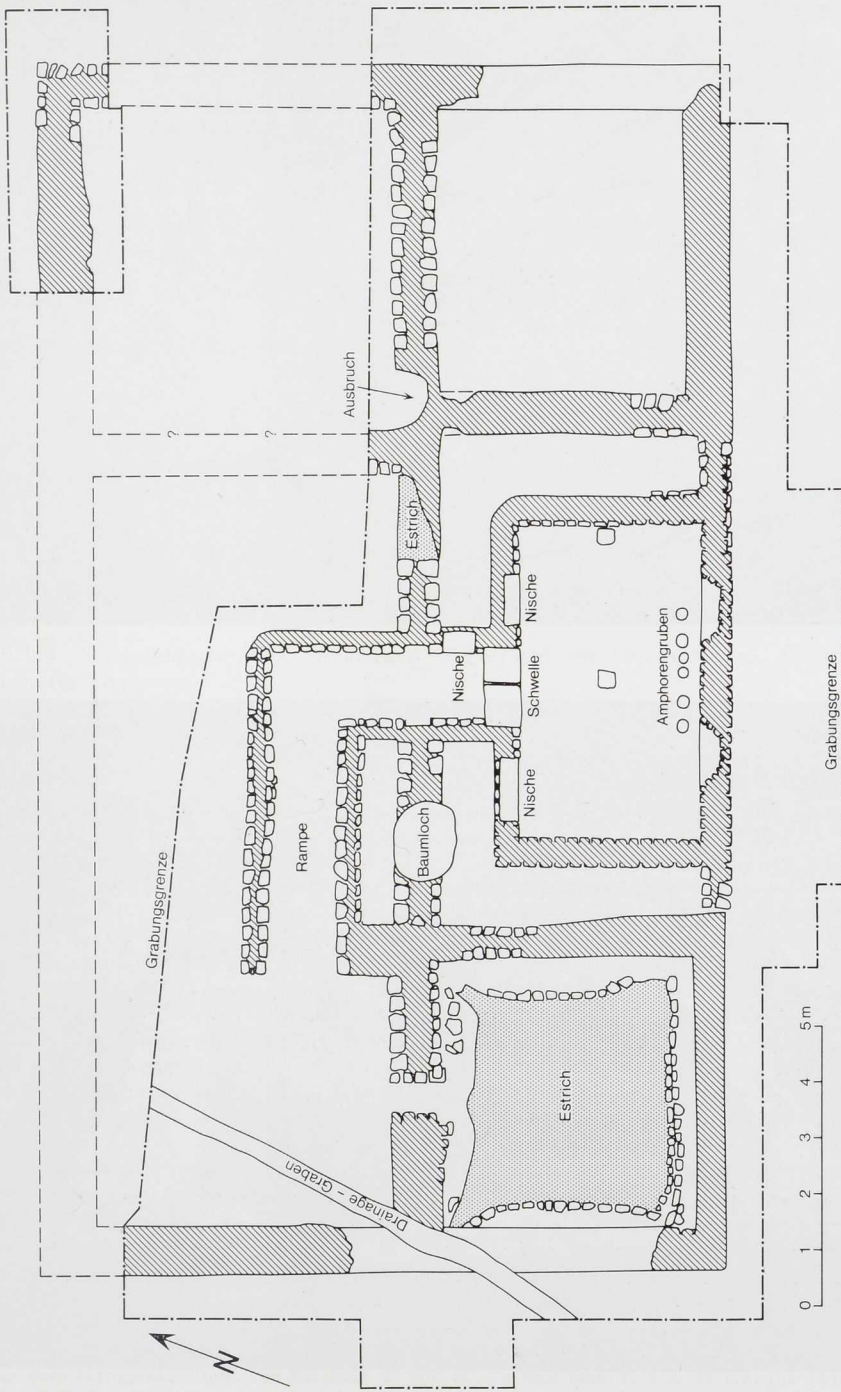 Ausbruch
?
?
Estrich
Grabungsgrenze
Nische
Nische
Schwelle
Nische
Rampe
Baumloch
Amphorengruben
Grabungsgrenze
Estrich
Drainage – Graben
N
0 1 2 3 4 5 m